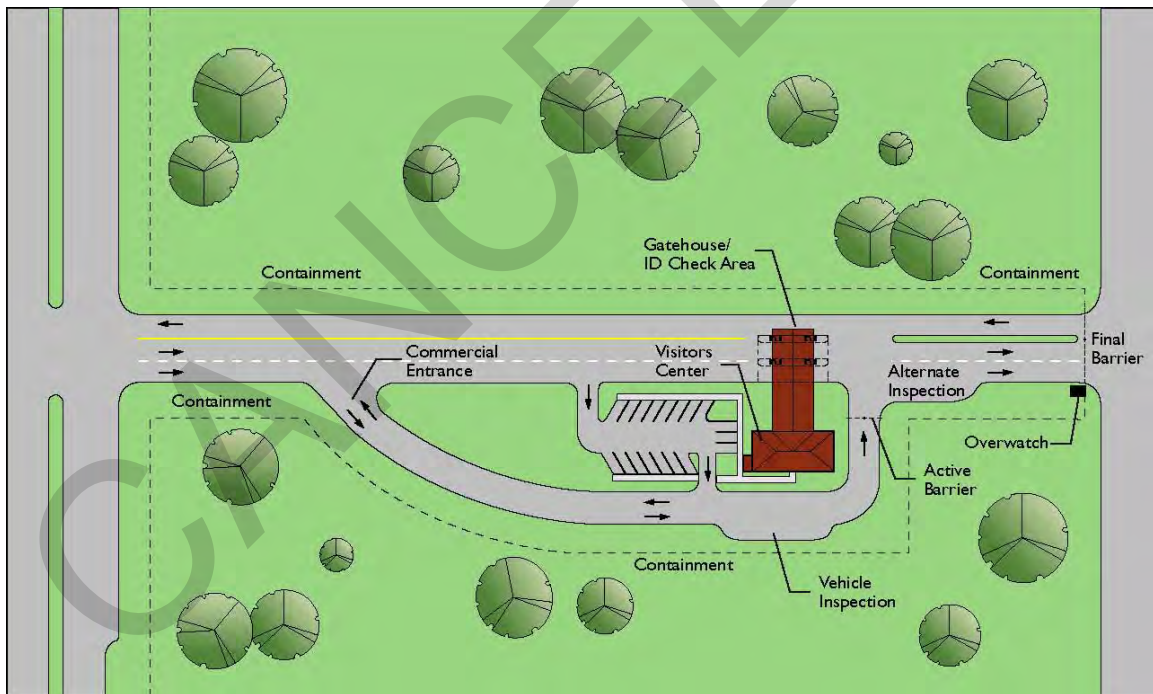 Gatehouse/
ID Check Area
Containment
Containment
Commercial
Entrance
Visitors
Center
Final
Barrier
Alternate
Inspection
Containment
Overwatch
Active
Barrier
Containment
Vehicle
Inspection
CANCEL